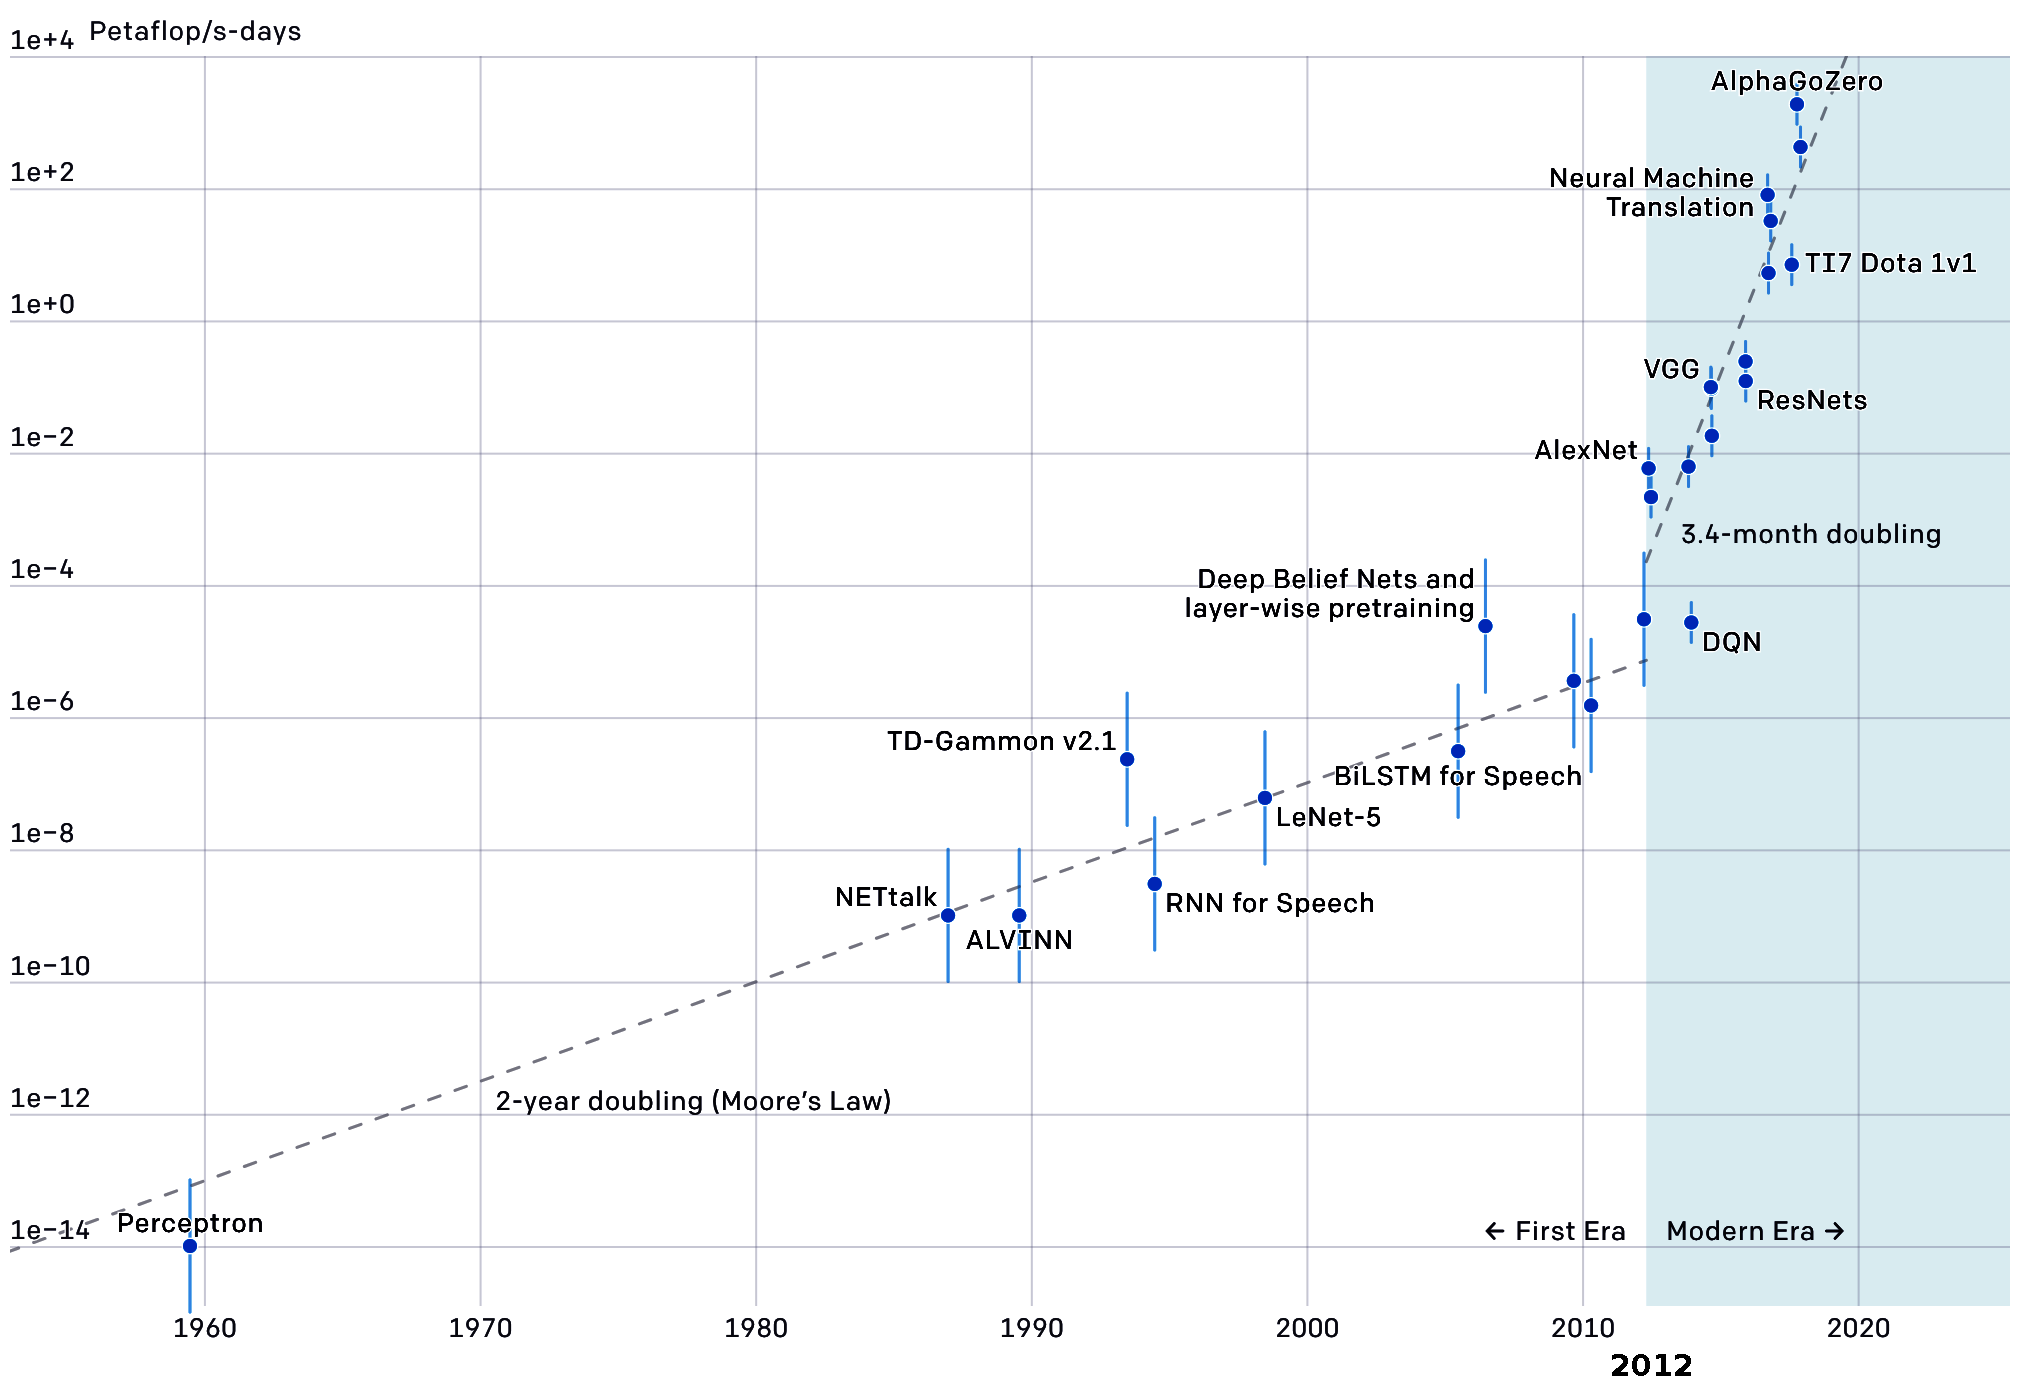 Petaflop/s-days
1e+4
AlphaGoZero
1e+2
Neural Machine
Translation
TI7 Dota 1v1
1e+0
VGG
ResNets
1e−2
AlexNet
3.4-month doubling
1e−4
Deep Belief Nets and
layer-wise pretraining
DQN
1e−6
TD-Gammon v2.1
BiLSTM for Speech
LeNet-5
1e−8
NETtalk
RNN for Speech
ALVINN
1e−10
1e−12
2-year doubling (Moore’s Law)
Perceptron
1e−14
← First Era
Modern Era →
1960
1970
1980
1990
2000
2010
2020
2012